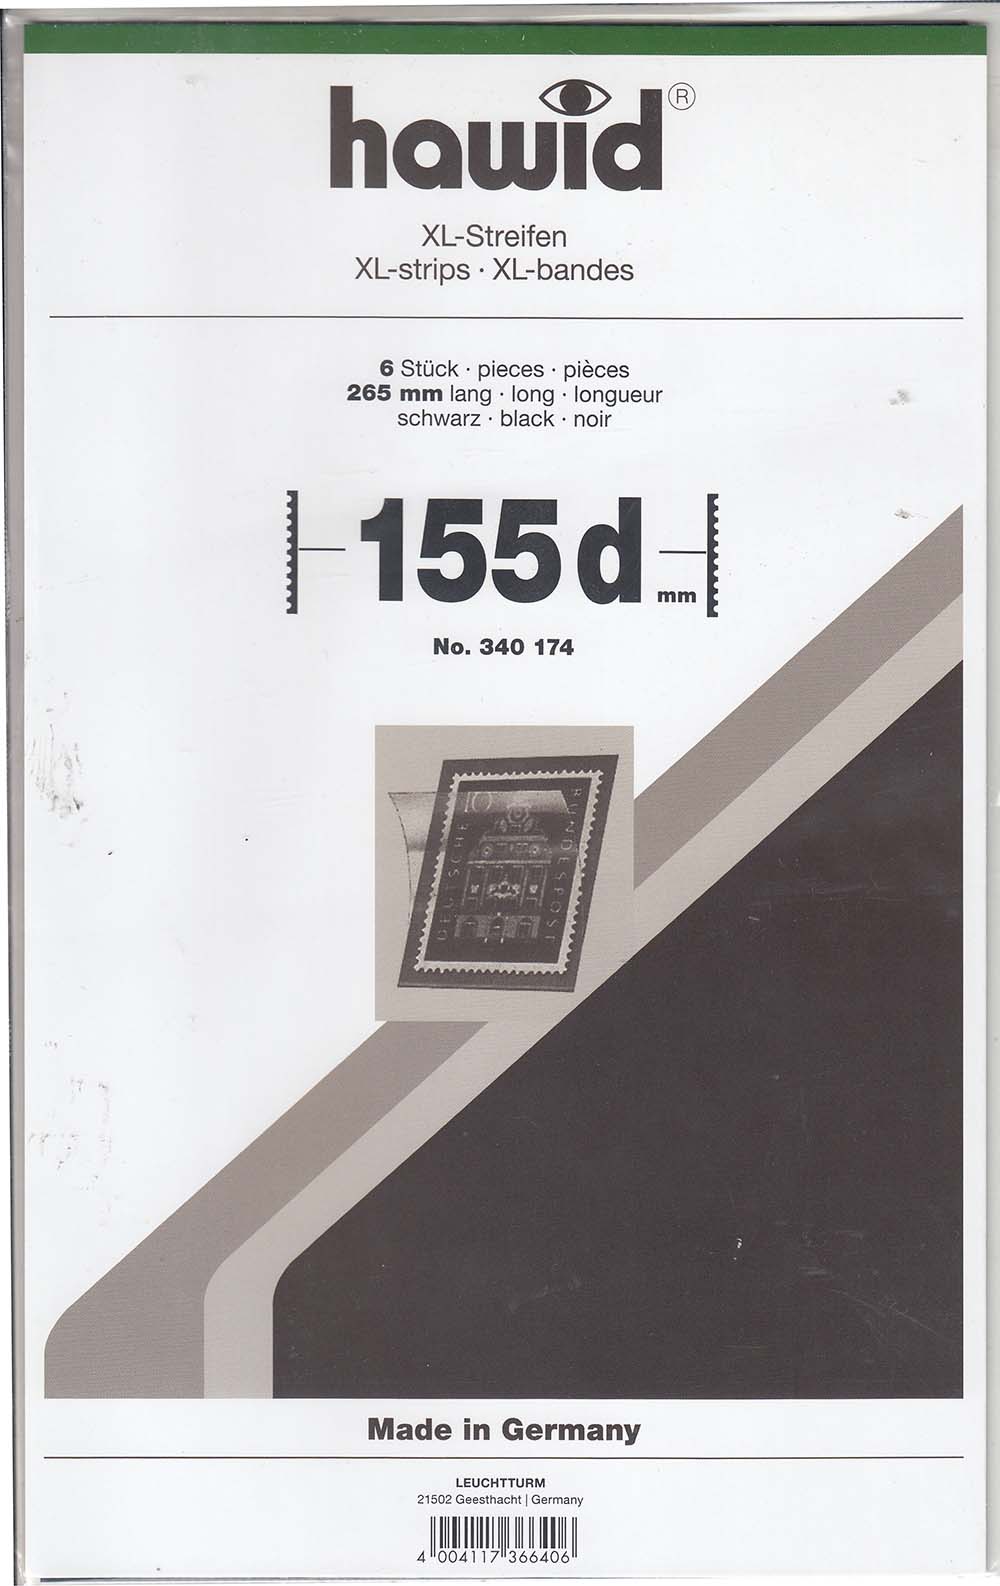 hawid ®
XL-Streifen
XL-strips · XL-bandes
6 Stück · pieces · pièces
265 mm lang · long · longueur
schwarz · black · noir
155 d mm
No. 340 174
10
DEUTSCHE
BUNDESPOST
Made in Germany
LEUCHTTURM
21502 Geesthacht | Germany
4 004117 366406